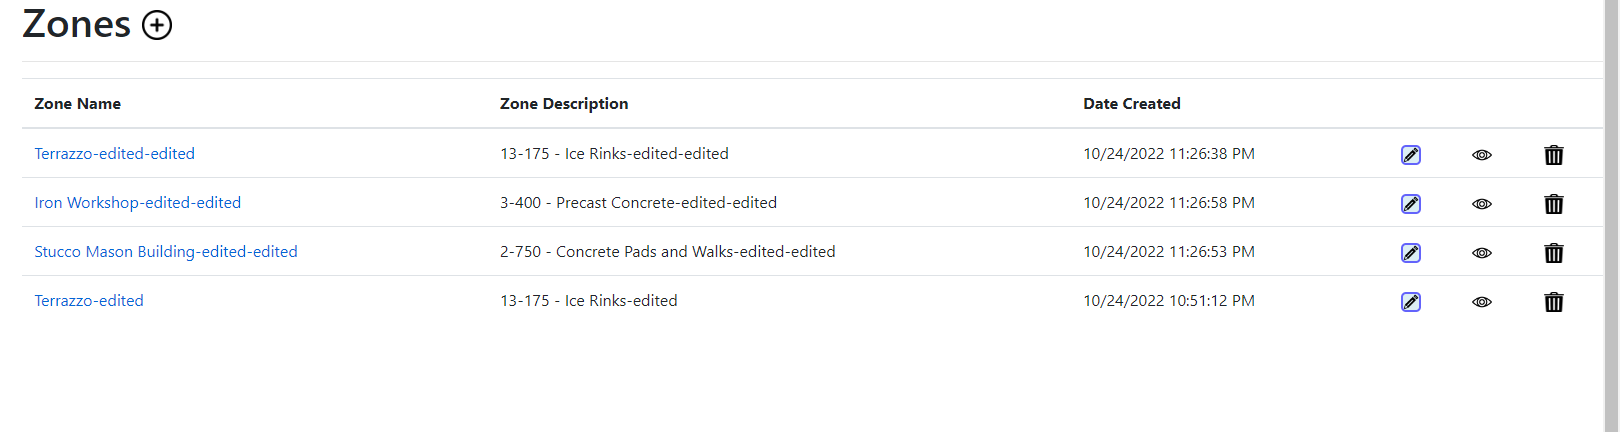 Zones
Zone Name Zone Description Date Created
Terrazzo-edited-edited 13-175 - Ice Rinks-edited-edited 10/24/2022 11:26:38 PM
Iron Workshop-edited-edited 3-400 - Precast Concrete-edited-edited 10/24/2022 11:26:58 PM
Stucco Mason Building-edited-edited 2-750 - Concrete Pads and Walks-edited-edited 10/24/2022 11:26:53 PM
Terrazzo-edited 13-175 - Ice Rinks-edited 10/24/2022 10:51:12 PM